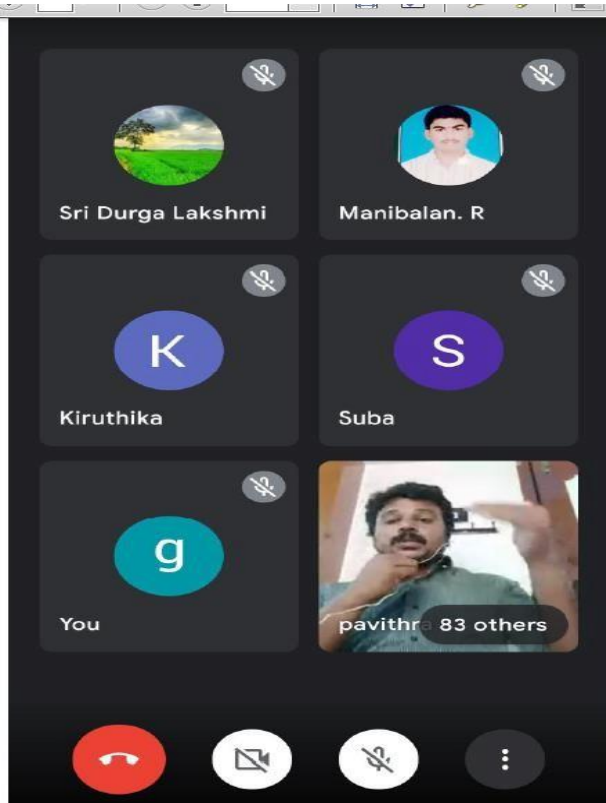 Sri Durga Lakshmi
Manibalan. R
K
Kiruthika
S
Suba
g
You
pavithra 83 others